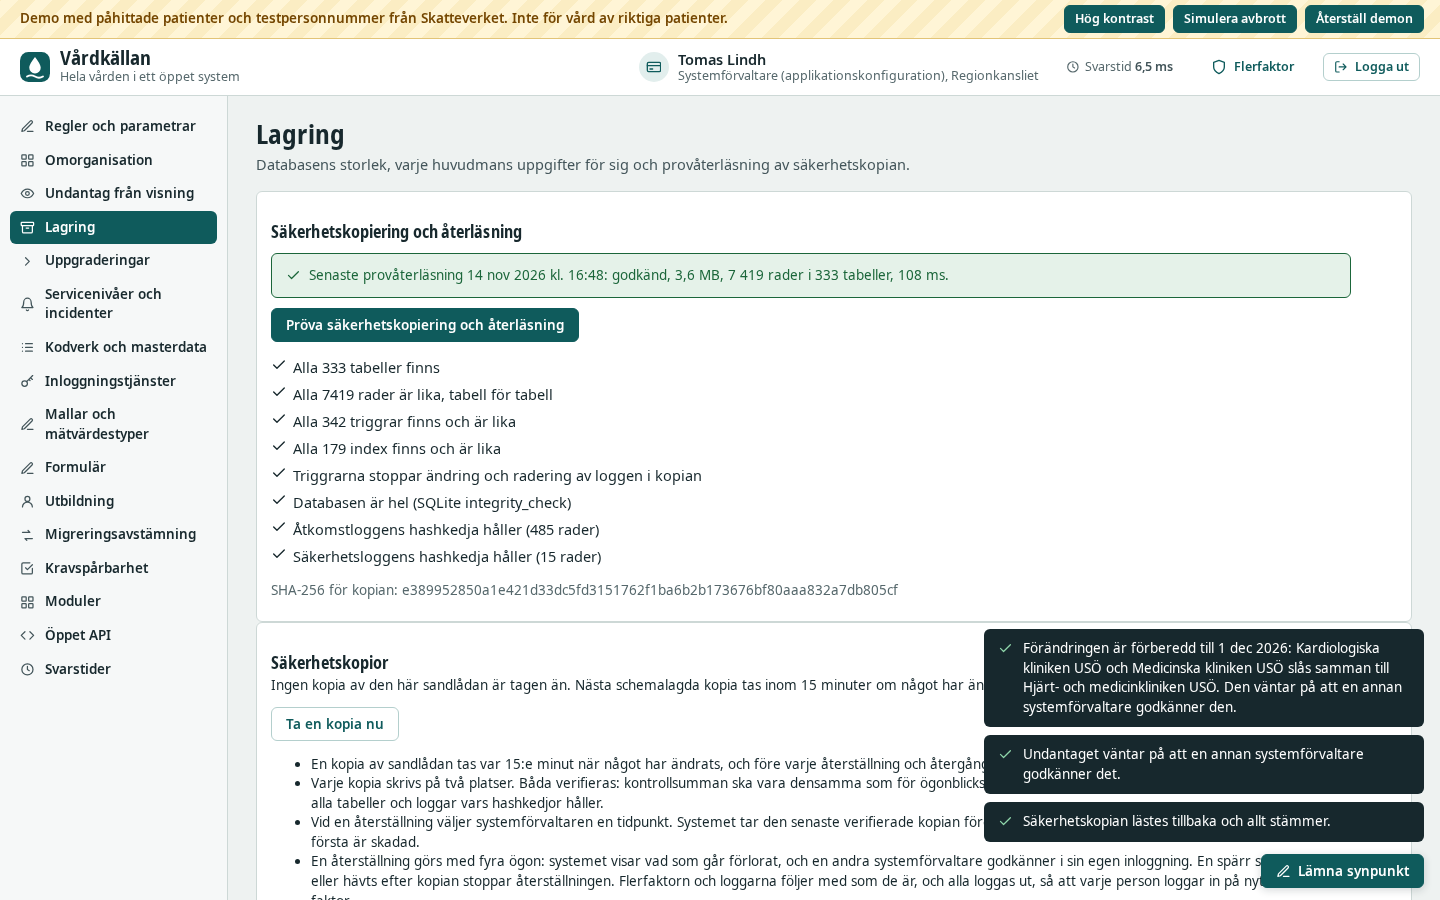 Demo med påhittade patienter och testpersonnummer från Skatteverket. Inte för vård av riktiga patienter.
Hög kontrast
Simulera avbrott
Återställ demon
Vårdkällan
Hela vården i ett öppet system
Tomas Lindh
Systemförvaltare (applikationskonfiguration), Regionkansliet
Svarstid 6,5 ms
Flerfaktor
Logga ut
Regler och parametrar
Omorganisation
Undantag från visning
Lagring
Uppgraderingar
Servicenivåer och
incidenter
Kodverk och masterdata
Inloggningstjänster
Mallar och
mätvärdestyper
Formulär
Utbildning
Migreringsavstämning
Kravspårbarhet
Moduler
Öppet API
Svarstider
Lagring
Databasens storlek, varje huvudmans uppgifter för sig och provåterläsning av säkerhetskopian.
Säkerhetskopiering och återläsning
Senaste provåterläsning 14 nov 2026 kl. 16:48: godkänd, 3,6 MB, 7 419 rader i 333 tabeller, 108 ms.
Pröva säkerhetskopiering och återläsning
Alla 333 tabeller finns
Alla 7419 rader är lika, tabell för tabell
Alla 342 triggrar finns och är lika
Alla 179 index finns och är lika
Triggrarna stoppar ändring och radering av loggen i kopian
Databasen är hel (SQLite integrity_check)
Åtkomstloggens hashkedja håller (485 rader)
Säkerhetsloggens hashkedja håller (15 rader)
SHA-256 för kopian: e389952850a1e421d33dc5fd3151762f1ba6b2b173676bf80aaa832a7db805cf
Säkerhetskopior
Ingen kopia av den här sandlådan är tagen än. Nästa schemalagda kopia tas inom 15 minuter om något har än
Ta en kopia nu
En kopia av sandlådan tas var 15:e minut när något har ändrats, och före varje återställning och återgång
Varje kopia skrivs på två platser. Båda verifieras: kontrollsumman ska vara densamma som för ögonblicks
alla tabeller och loggar vars hashkedjor håller.
Vid en återställning väljer systemförvaltaren en tidpunkt. Systemet tar den senaste verifierade kopian för
första är skadad.
En återställning görs med fyra ögon: systemet visar vad som går förlorat, och en andra systemförvaltare godkänner i sin egen inloggning. En spärr s
eller hävts efter kopian stoppar återställningen. Flerfaktorn och loggarna följer med som de är, och alla loggas ut, så att varje person loggar in på ny
faktor.
Förändringen är förberedd till 1 dec 2026: Kardiologiska
kliniken USÖ och Medicinska kliniken USÖ slås samman till
Hjärt- och medicinkliniken USÖ. Den väntar på att en annan
systemförvaltare godkänner den.
Undantaget väntar på att en annan systemförvaltare
godkänner det.
Säkerhetskopian lästes tillbaka och allt stämmer.
Lämna synpunkt